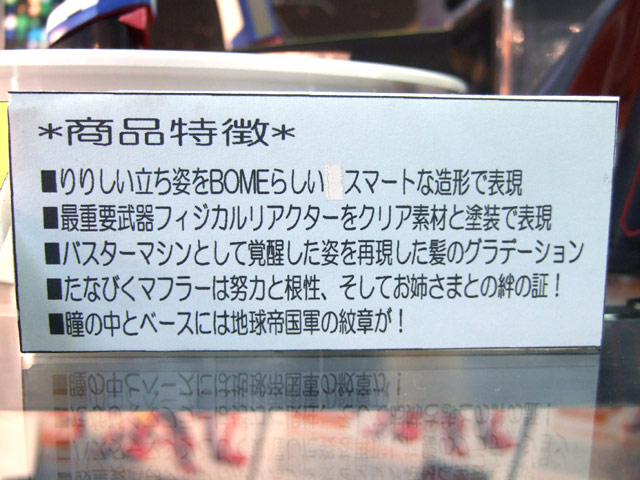 *商品特徴*
■りりしい立ち姿をBOMEらしい スマートな造形で表現
■最重要武器フィジカルリアクターをクリア素材と塗装で表現
■バスターマシンとして覚醒した姿を再現した髪のグラデーション
■たなびくマフラーは努力と根性、そしてお姉さまとの絆の証！
■瞳の中とベースには地球帝国軍の紋章が！